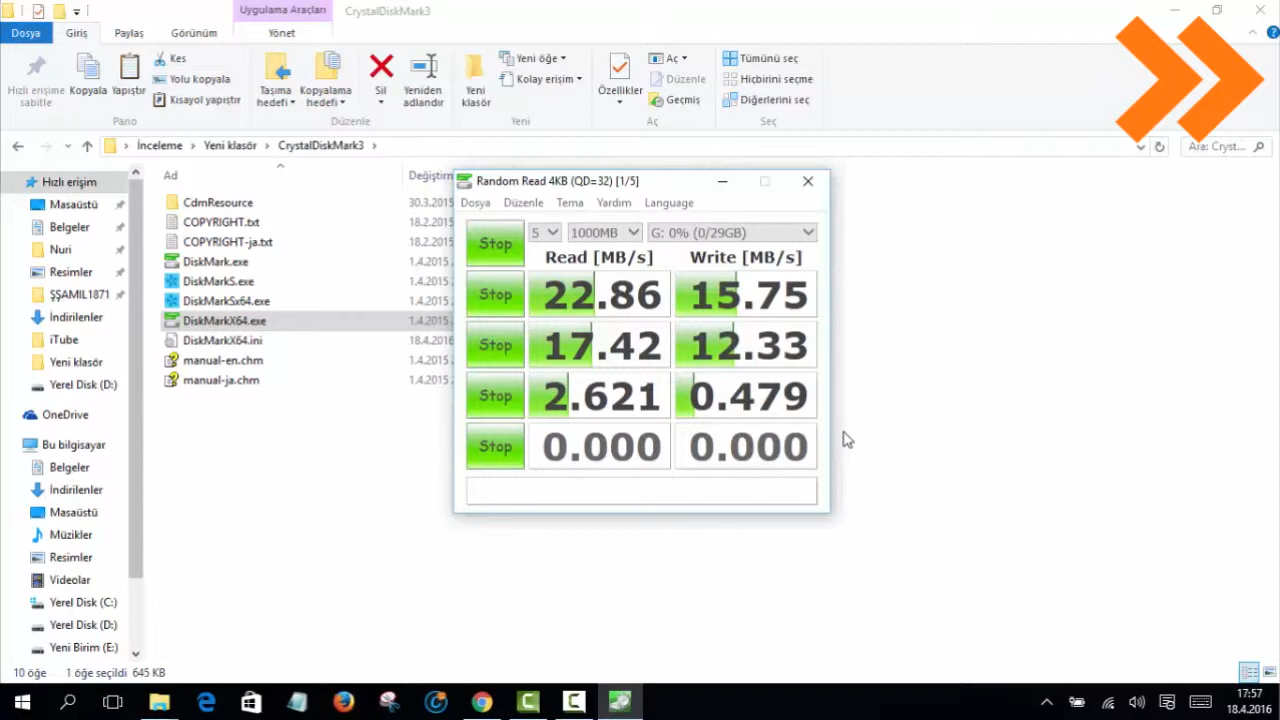 Uygulama Araçları
CrystalDiskMark3
Dosya
Giriş
Paylaş
Görünüm
Yönet
Hızlı erişime
sabitle
Kopyala
Yapıştır
Kes
Yolu kopyala
Kısayol yapıştır
Pano
Taşıma
hedefi
Kopyalama
hedefi
Sil
Yeniden
adlandır
Düzenle
Yeni
klasör
Yeni öğe
Kolay erişim
Yeni
Özellikler
Aç
Düzenle
Geçmiş
Aç
Tümünü seç
Hiçbirini seçme
Diğerlerini seç
Seç
İnceleme
Yeni klasör
CrystalDiskMark3
Ara: Cryst...
Hızlı erişim
Masaüstü
Belgeler
Nuri
Resimler
ŞŞAMIL1871
İndirilenler
iTube
Yeni klasör
Yerel Disk (D:)
OneDrive
Bu bilgisayar
Belgeler
İndirilenler
Masaüstü
Müzikler
Resimler
Videolar
Yerel Disk (C:)
Yerel Disk (D:)
Yeni Birim (E:)
Ad
Değiştirm
CdmResource
30.3.2015
COPYRIGHT.txt
18.2.2015
COPYRIGHT-ja.txt
18.2.2015
DiskMark.exe
1.4.2015
DiskMarkS.exe
1.4.2015
DiskMarkSx64.exe
1.4.2015
DiskMarkX64.exe
1.4.2015
DiskMarkX64.ini
18.4.2016
manual-en.chm
1.4.2015
manual-ja.chm
1.4.2015
Random Read 4KB (QD=32) [1/5]
Dosya
Düzenle
Tema
Yardım
Language
Stop
5
1000MB
G: 0% (0/29GB)
Read [MB/s]
Write [MB/s]
Stop
22.86
15.75
Stop
17.42
12.33
Stop
2.621
0.479
Stop
0.000
0.000
10 öğe
1 öğe seçildi
645 KB
17:57
18.4.2016